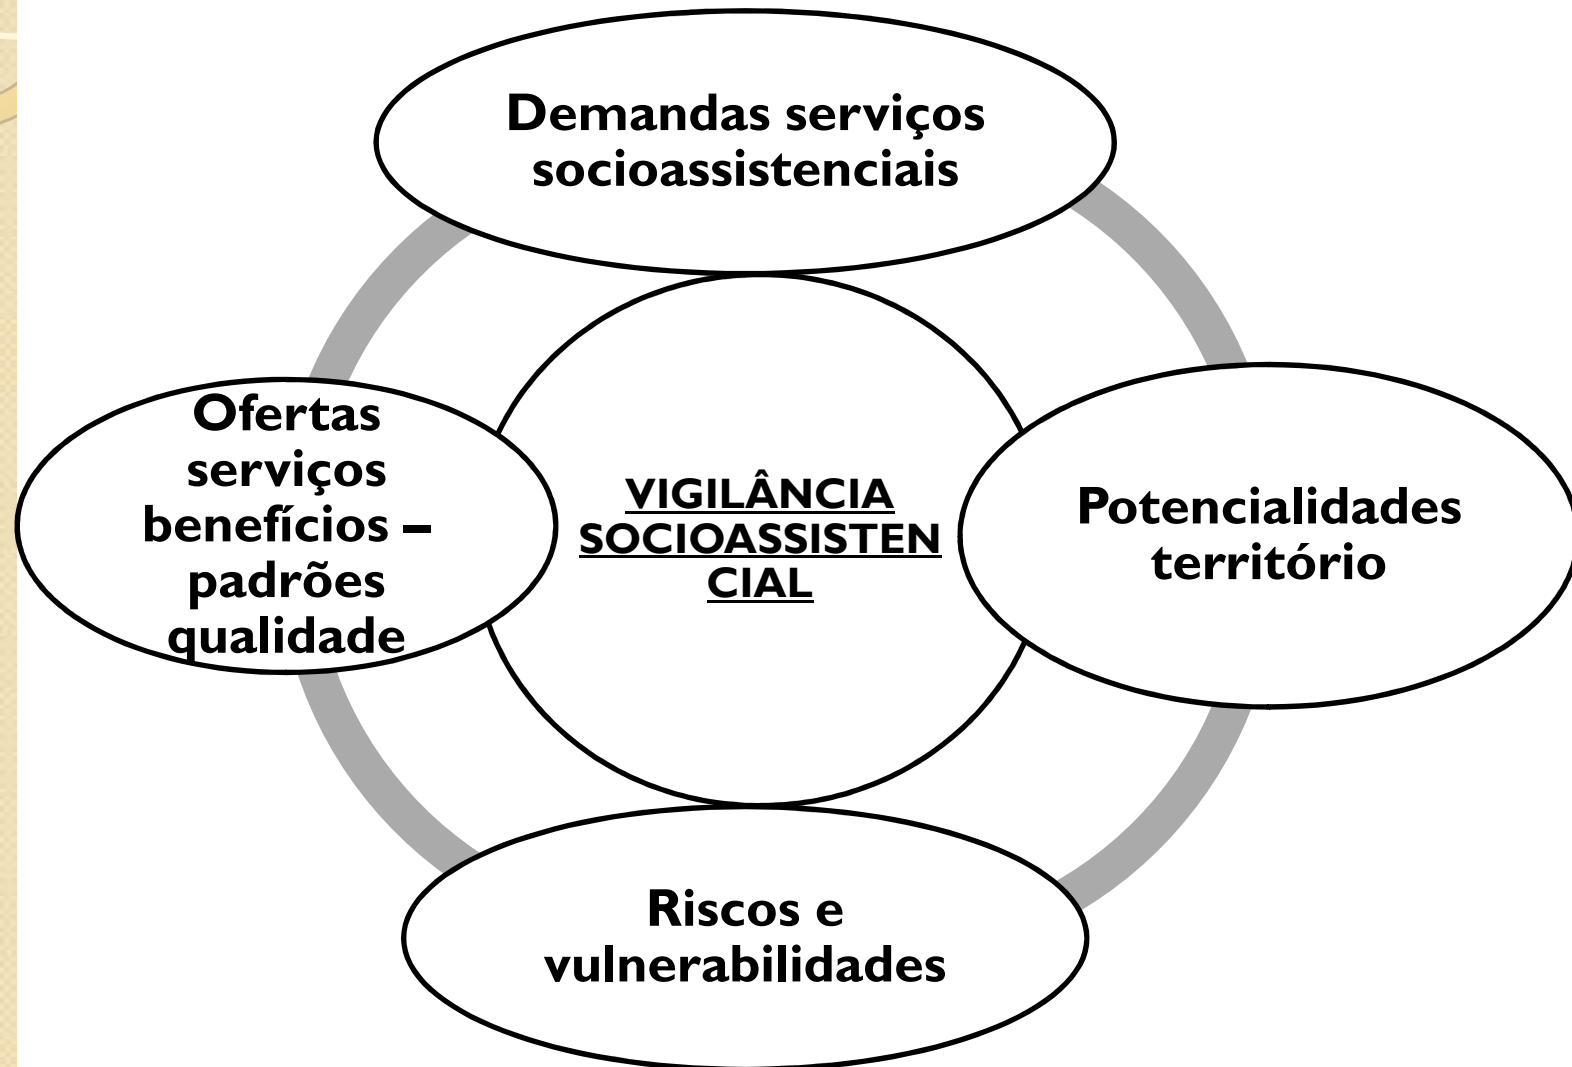 Demandas serviços
socioassistenciais
Ofertas
serviços
benefícios –
padrões
qualidade
VIGILÂNCIA
SOCIOASSISTEN
CIAL
Potencialidades
território
Riscos e
vulnerabilidades